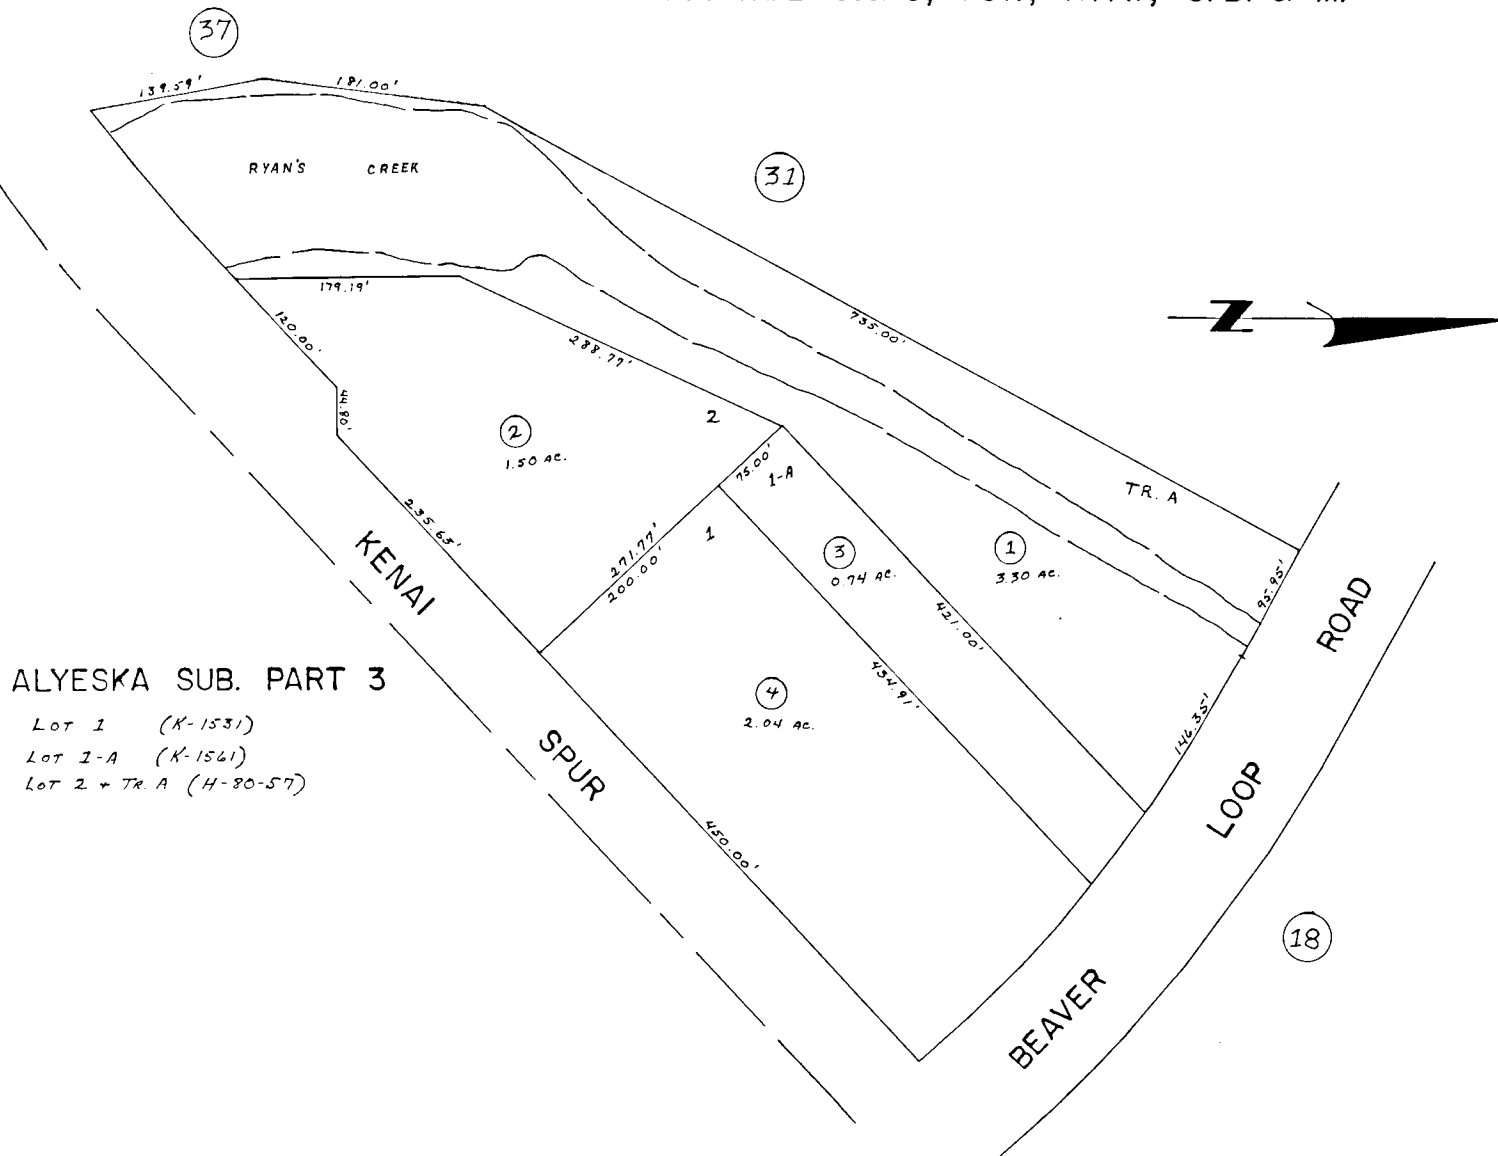 37
139.59'
181.00'
RYAN'S CREEK
31
179.19'
120.00'
44.80'
288.77'
735.00'
N
2
1.50 AC.
2
75.00'
1-A
TR. A
235.63'
271.77'
200.00'
1
3
0.74 AC.
1
3.30 AC.
95.95'
421.00'
434.91'
146.35'
4
2.04 AC.
450.00'
KENAI
SPUR
BEAVER
LOOP
ROAD
18
ALYESKA SUB. PART 3
LOT 1 (K-1531)
LOT 1-A (K-1561)
LOT 2 + TR. A (H-80-57)